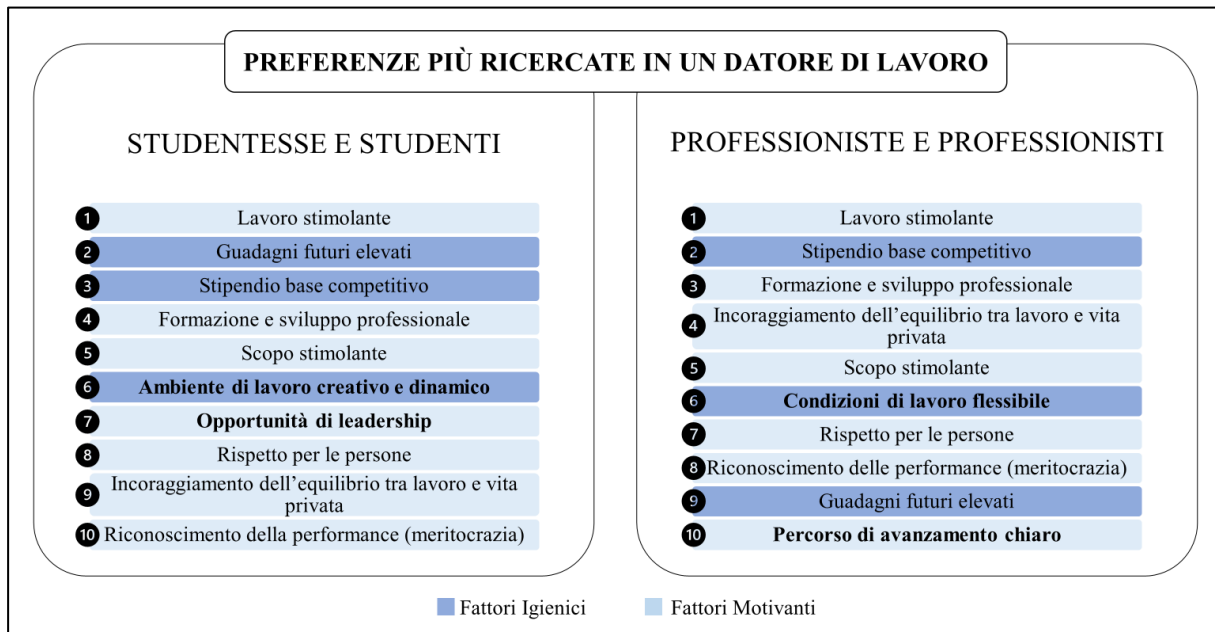 PREFERENZE PIÙ RICERCATE IN UN DATORE DI LAVORO
STUDENTESSE E STUDENTI
1 Lavoro stimolante
2 Guadagni futuri elevati
3 Stipendio base competitivo
4 Formazione e sviluppo professionale
5 Scopo stimolante
6 Ambiente di lavoro creativo e dinamico
7 Opportunità di leadership
8 Rispetto per le persone
9 Incoraggiamento dell'equilibrio tra lavoro e vita
privata
10 Riconoscimento della performance (meritocrazia)
PROFESSIONISTE E PROFESSIONISTI
1 Lavoro stimolante
2 Stipendio base competitivo
3 Formazione e sviluppo professionale
4 Incoraggiamento dell'equilibrio tra lavoro e vita
privata
5 Scopo stimolante
6 Condizioni di lavoro flessibile
7 Rispetto per le persone
8 Riconoscimento delle performance (meritocrazia)
9 Guadagni futuri elevati
10 Percorso di avanzamento chiaro
Fattori Igienici
Fattori Motivanti